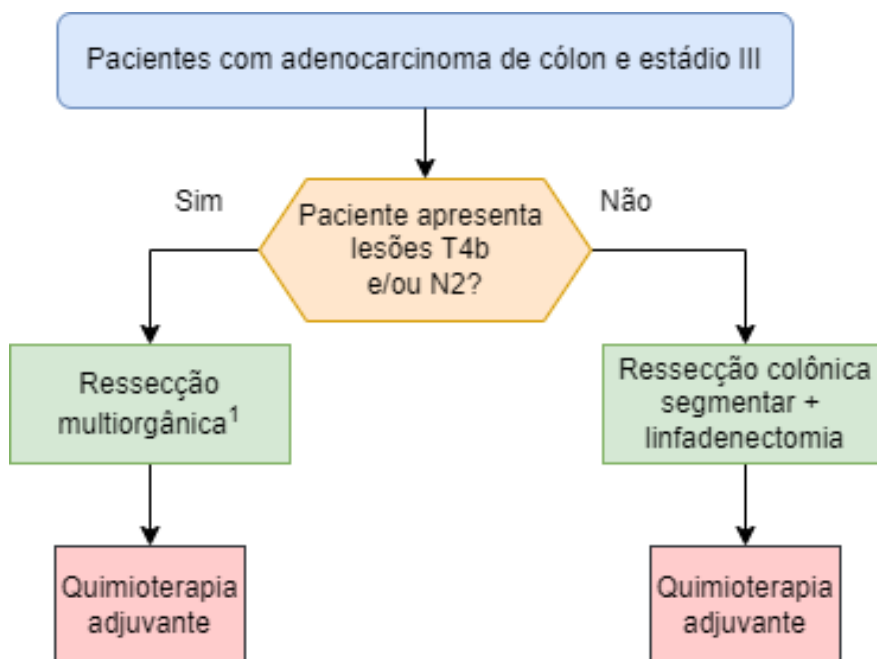 Pacientes com adenocarcinoma de cólon e estádio III
Sim
Não
Paciente apresenta
lesões T4b
e/ou N2?
Ressecção
multiorgânica¹
Ressecção colônica
segmentar +
linfadenectomia
Quimioterapia
adjuvante
Quimioterapia
adjuvante